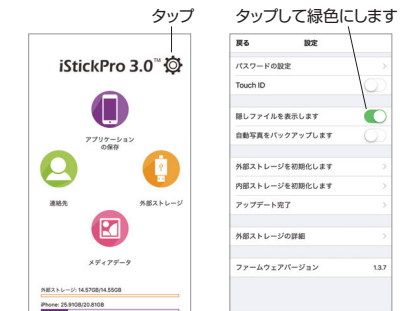 タップ
タップして緑色にします
iStickPro 3.0™
アプリケーション
の保存
連絡先
外部ストレージ
メディアデータ
外部ストレージ: 14.57GB/14.55GB
iPhone: 25.91GB/20.81GB
戻る
設定
パスワードの設定
Touch ID
隠しファイルを表示します
自動写真をバックアップします
外部ストレージを初期化します
内部ストレージを初期化します
アップデート完了
外部ストレージの詳細
ファームウェアバージョン
1.3.7